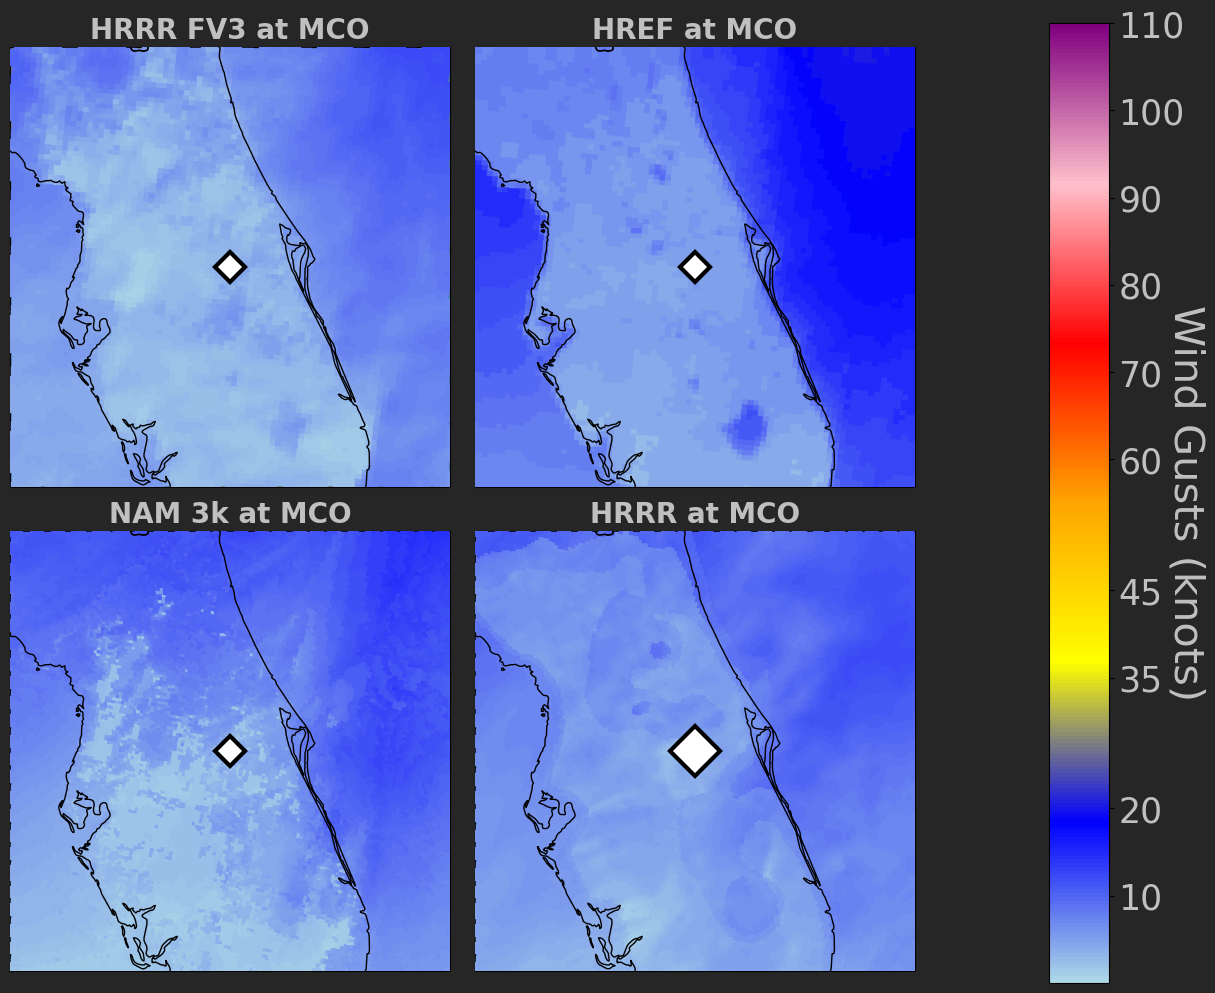 HRRR FV3 at MCO
HREF at MCO
NAM 3k at MCO
HRRR at MCO
110
100
90
80
70
60
45
35
20
10
Wind Gusts (knots)